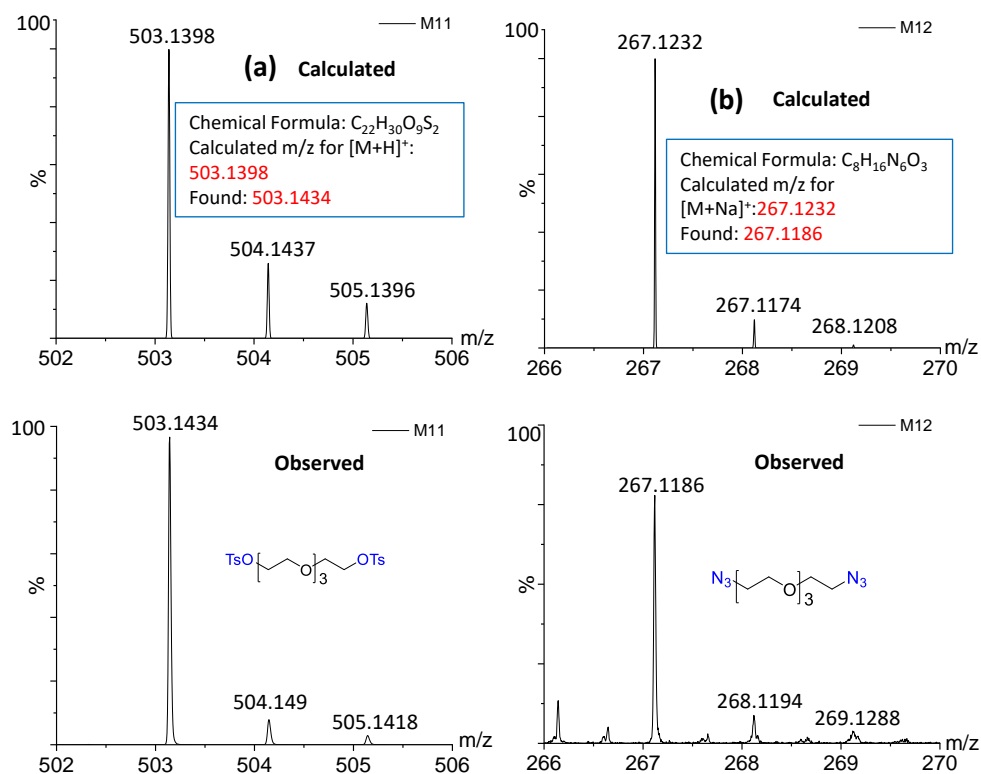 100
M11
503.1398
(a) Calculated
Chemical Formula: C₂₂H₃₀O₉S₂
Calculated m/z for [M+H]⁺:
503.1398
Found: 503.1434
%
504.1437
505.1396
m/z
502 503 504 505 506
100
M12
267.1232
(b) Calculated
Chemical Formula: C₈H₁₆N₆O₃
Calculated m/z for
[M+Na]⁺:267.1232
Found: 267.1186
%
267.1174
268.1208
m/z
266 267 268 269 270
100
503.1434
M11
Observed
TsO
O
3
OTs
%
504.149
505.1418
m/z
502 503 504 505 506
100
M12
Observed
267.1186
N₃
O
3
N₃
%
268.1194
269.1288
m/z
266 267 268 269 270